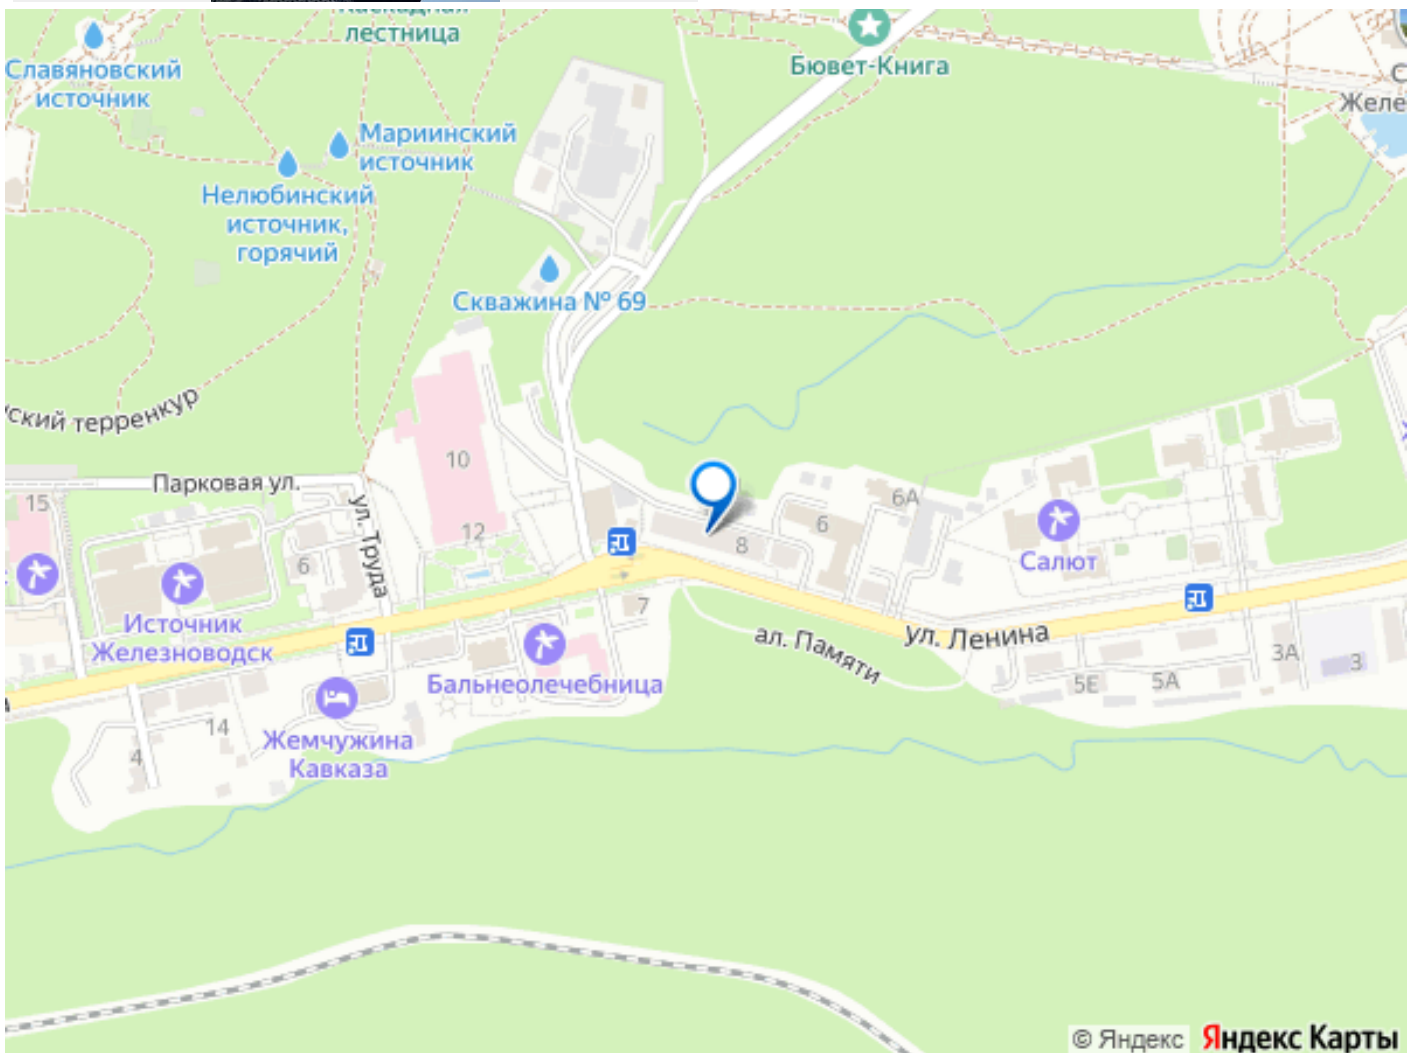 лестница
Бювет-Книга
Славяновский
источник
Желе
Мариинский
источник
Нелюбинский
источник,
горячий
Скважина № 69
ский терренкур
Парковая ул.
ул. Труда
15
10
12
6
8
6
6А
Салют
Источник
Железноводск
7
ал. Памяти
ул. Ленина
Бальнеолечебница
5Е
5А
3А
3
14
4
Жемчужина
Кавказа
© Яндекс Яндекс Карты